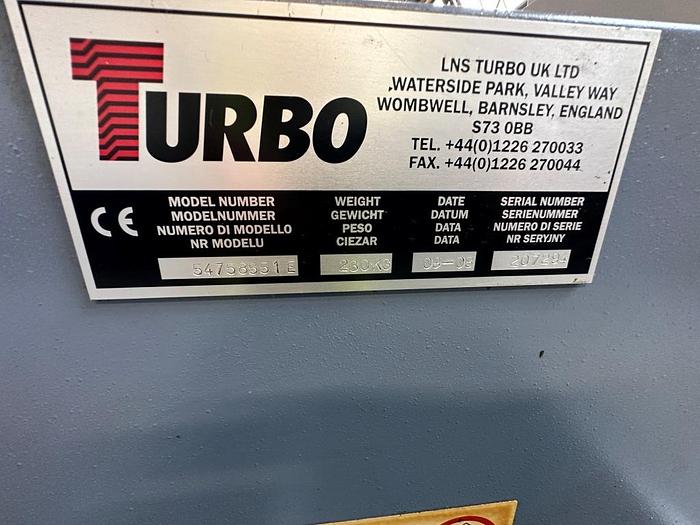 TURBO
LNS TURBO UK LTD
WATERSIDE PARK, VALLEY WAY
WOMBWELL, BARNSLEY, ENGLAND
S73 0BB
TEL. +44(0)1226 270033
FAX. +44(0)1226 270044
CE
MODEL NUMBER
MODELNUMMER
NUMERO DI MODELLO
NR MODELU
WEIGHT
GEWICHT
PESO
CIEZAR
230KG
DATE
DATUM
DATA
DATA
SERIAL NUMBER
SERIENUMMER
NUMERO DI SERIE
NR SERYJNY